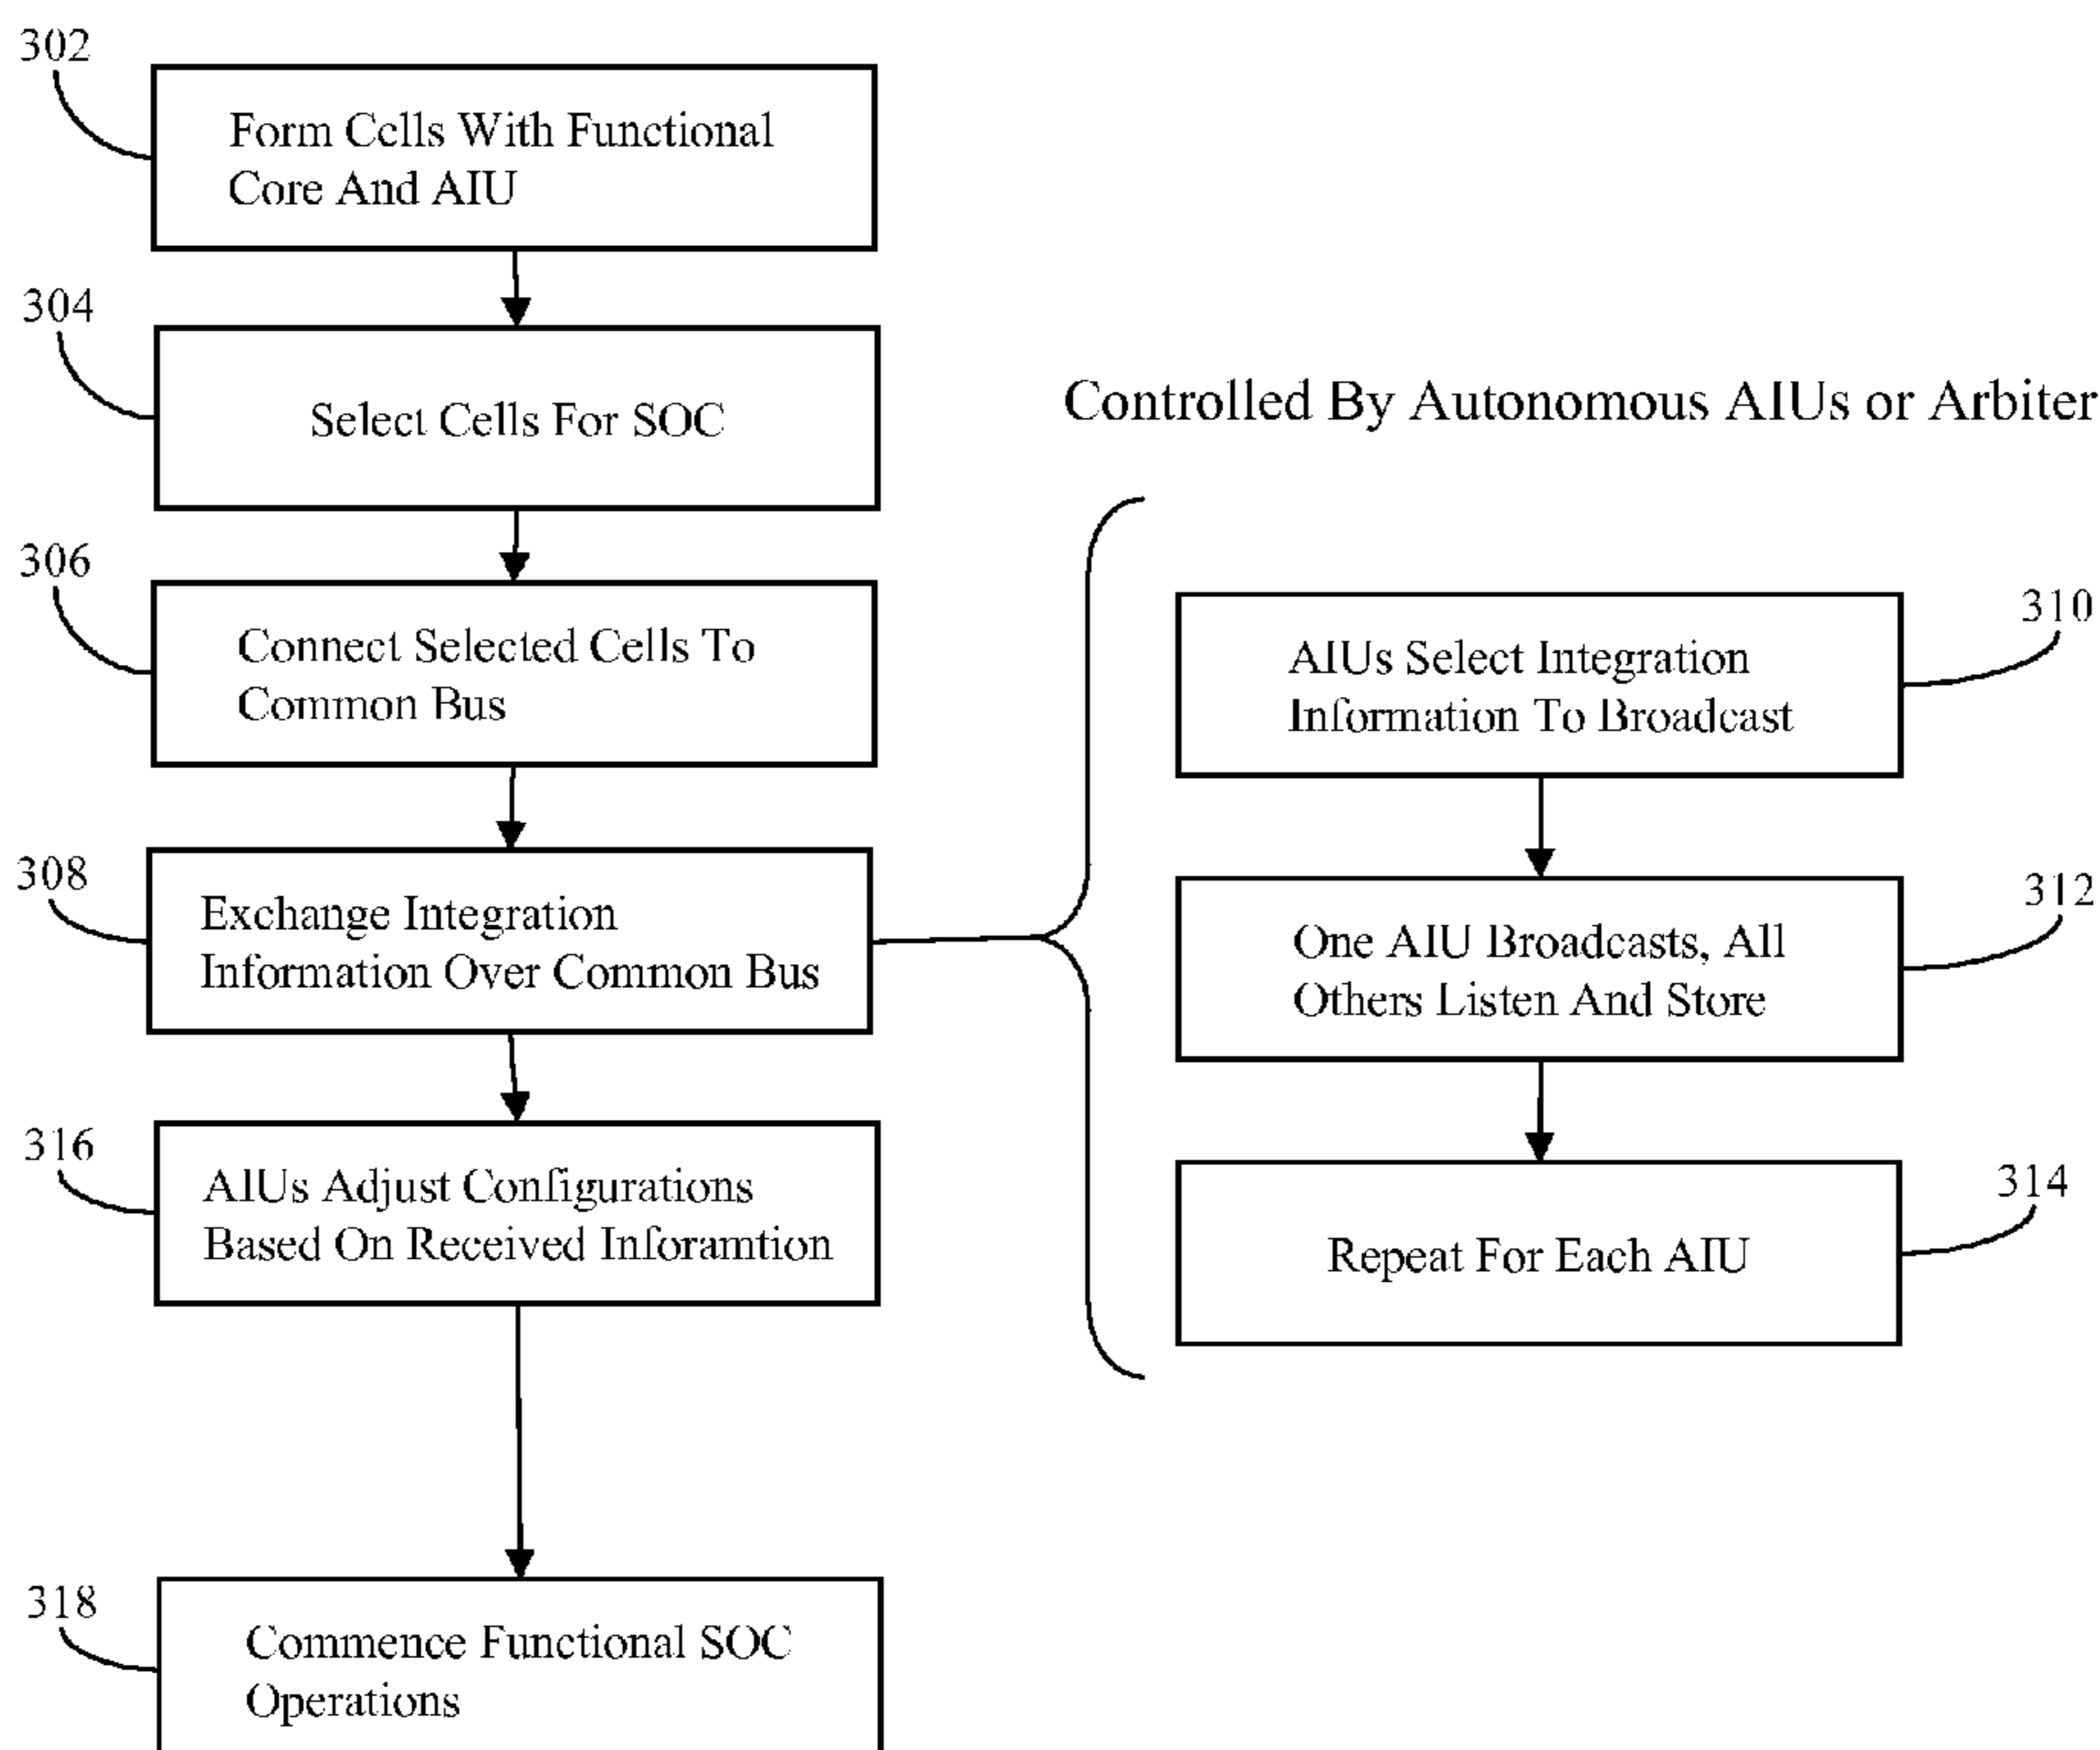 302
Form Cells With Functional
Core And AIU
304
Select Cells For SOC
306
Connect Selected Cells To
Common Bus
308
Exchange Integration
Information Over Common Bus
316
AIUs Adjust Configurations
Based On Received Inforamtion
318
Commence Functional SOC
Operations
Controlled By Autonomous AIUs or Arbiter
310
AIUs Select Integration
Information To Broadcast
312
One AIU Broadcasts, All
Others Listen And Store
314
Repeat For Each AIU